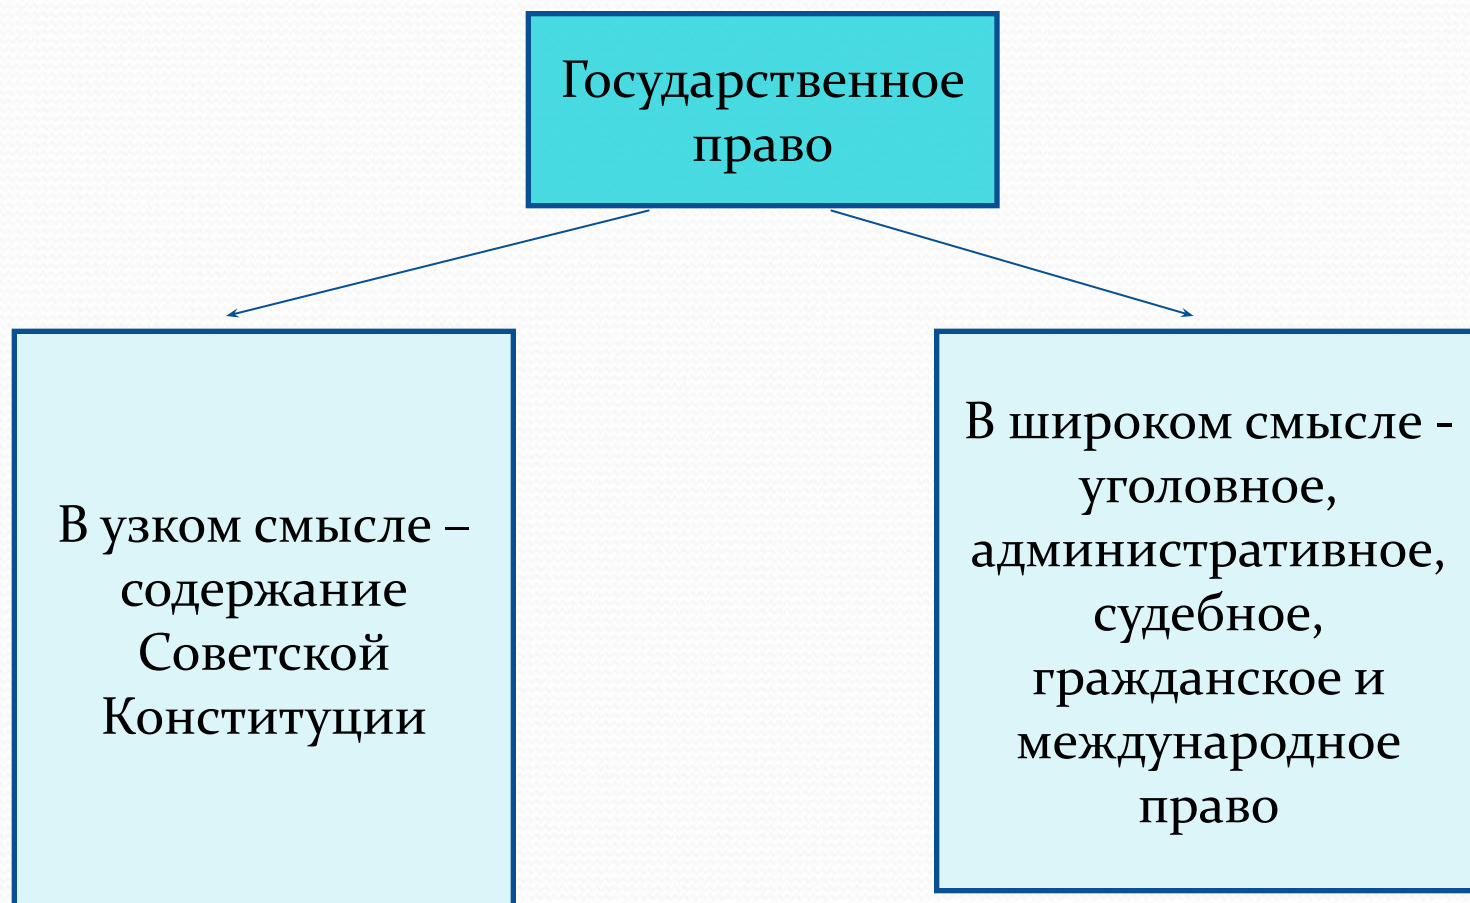 Государственное
право
В узком смысле –
содержание
Советской
Конституции
В широком смысле -
уголовное,
административное,
судебное,
гражданское и
международное
право